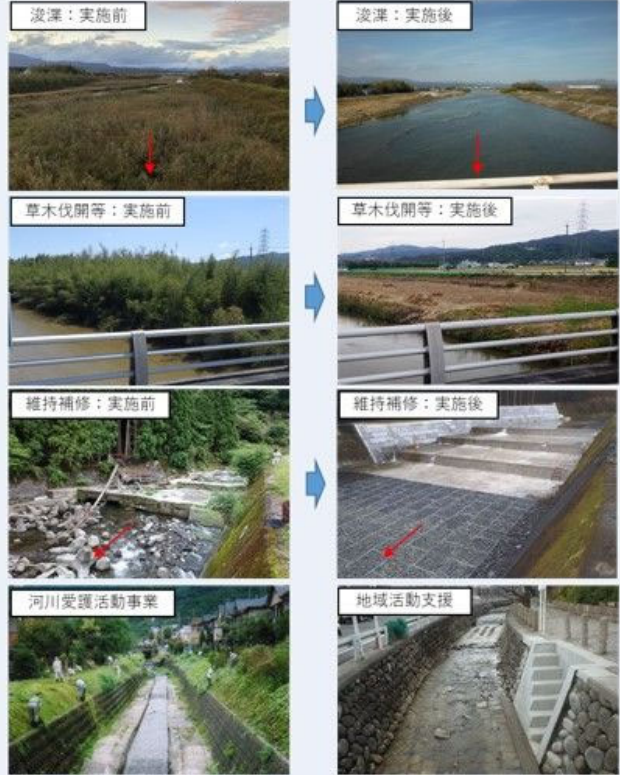 浚渫：実施前
浚渫：実施後
草木伐開等：実施前
草木伐開等：実施後
維持補修：実施前
維持補修：実施後
河川愛護活動事業
地域活動支援